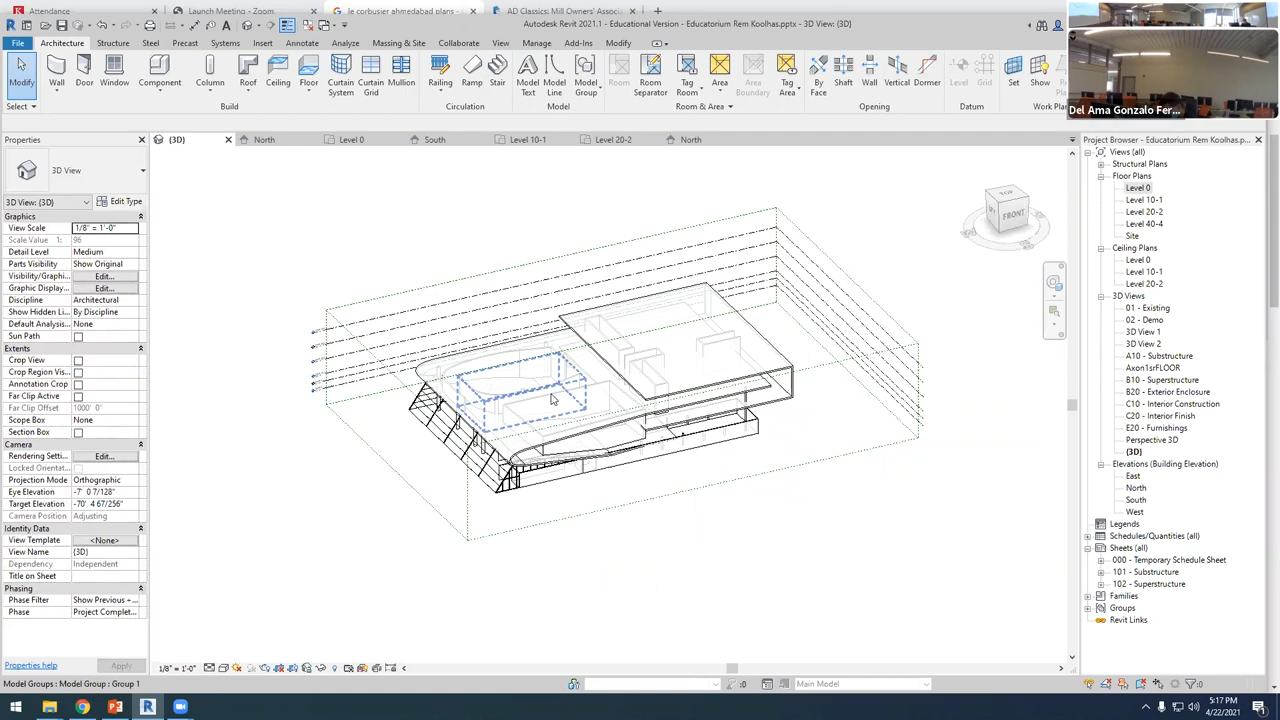 Attendance
Launch Meeting - Zoom
le corbusier ahmedabad plans -
AD Classics: Mill Owners' Associa
Autodesk Revit 2021.1 - Educational Version - Educatorium Rem Koolhas.pptx - 3D View: {3D}
File Architecture Structure Steel Precast Systems Insert Annotate Analyze Massing & Site Collaborate View Manage Add-Ins Modify
Modify Wall Door Window Component Column Roof Ceiling Floor Curtain System Curtain Grid Mullion Railing Ramp Stair Model Text Model Line Model Group Room Room Separator Tag Room Area Area Boundary Tag Area By Face Shaft Wall Vertical Dormer Level Grid Set Show
Select Build Circulation Model Room & Area Opening Datum Work Pl
Del Ama Gonzalo Fer...
Properties
{3D} North Level 0 South Level 10-1 Level 20-2 North
3D View
3D View: {3D} Edit Type
Graphics
View Scale 1/8" = 1'-0"
Scale Value 1: 96
Detail Level Medium
Parts Visibility Show Original
Visibility/Graphi... Edit...
Graphic Display... Edit...
Discipline Architectural
Show Hidden Li... By Discipline
Default Analysis... None
Sun Path
Extents
Crop View
Crop Region Vis...
Annotation Crop
Far Clip Active
Far Clip Offset 1000' 0"
Scope Box None
Section Box
Camera
Rendering Setti... Edit...
Locked Orientat...
Projection Mode Orthographic
Eye Elevation -7' 0 7/128"
Target Elevation -70' 4 67/256"
Camera Position Adjusting
Identity Data
View Template <None>
View Name {3D}
Dependency Independent
Title on Sheet
Phasing
Phase Filter Show Previous + ...
Phase Project Complet...
Properties help Apply
TOP
FRONT
Project Browser - Educatorium Rem Koolhas.p...
Views (all)
Structural Plans
Floor Plans
Level 0
Level 10-1
Level 20-2
Level 40-4
Site
Ceiling Plans
Level 0
Level 10-1
Level 20-2
3D Views
01 - Existing
02 - Demo
3D View 1
3D View 2
A10 - Substructure
Axon1srFLOOR
B10 - Superstructure
B20 - Exterior Enclosure
C10 - Interior Construction
C20 - Interior Finish
E20 - Furnishings
Perspective 3D
{3D}
Elevations (Building Elevation)
East
North
South
West
Legends
Schedules/Quantities (all)
Sheets (all)
000 - Temporary Schedule Sheet
101 - Substructure
102 - Superstructure
Families
Groups
Revit Links
1/8" = 1'-0"
Model Groups : Model Group : Group 1
:0
Main Model
:0
5:17 PM
4/22/2021